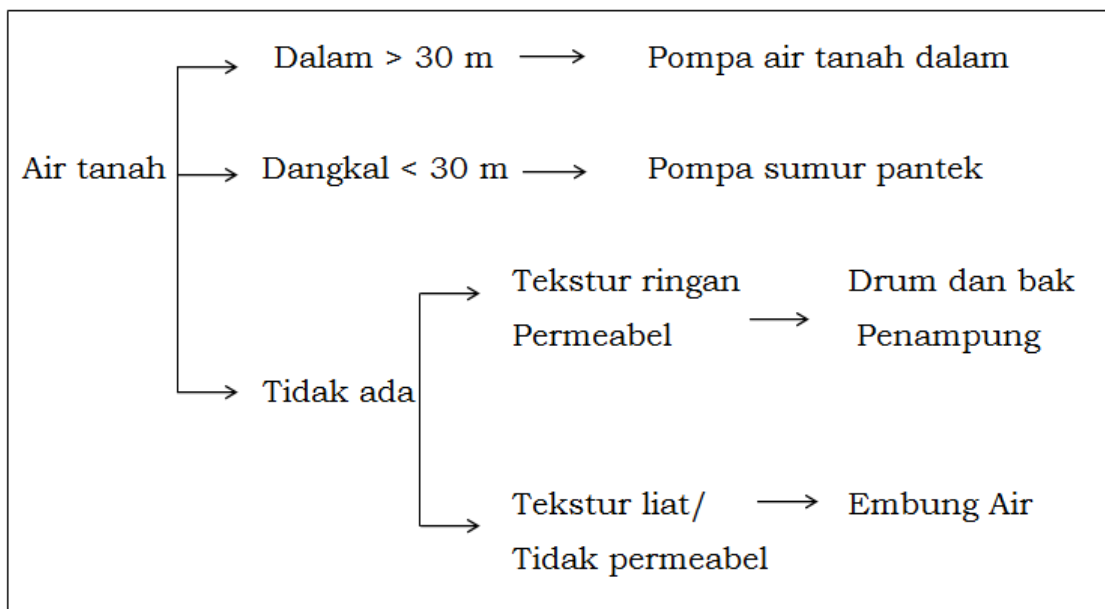 Dalam > 30 m
Pompa air tanah dalam
Air tanah
Dangkal < 30 m
Pompa sumur pantek
Tekstur ringan
Permeabel
Drum dan bak
Penampung
Tidak ada
Tekstur liat/
Tidak permeabel
Embung Air